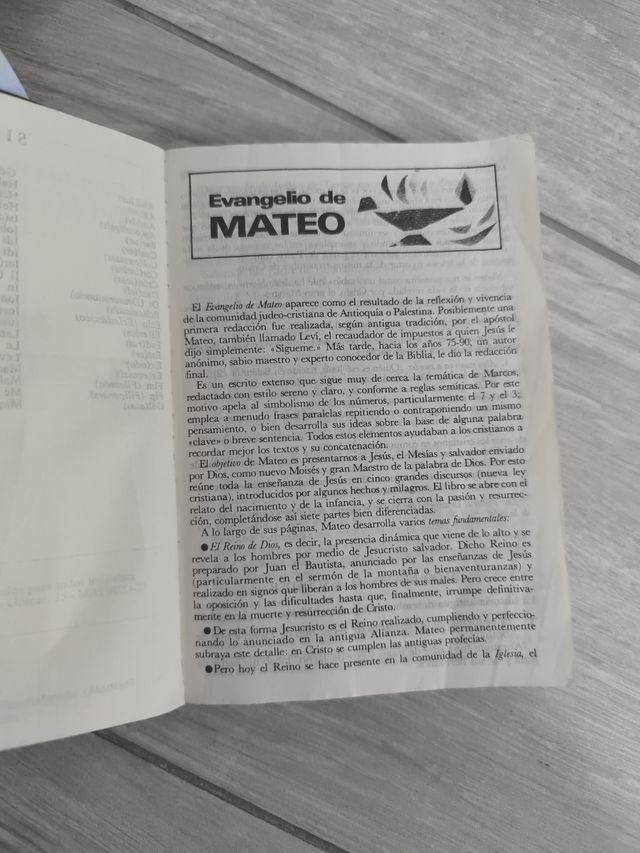 Evangelio de
MATEO
El Evangelio de Mateo aparece como el resultado de la reflexión y vivencia
de la comunidad judeo-cristiana de Antioquía o Palestina. Posiblemente una
primera redacción fue realizada, según antigua tradición, por el apóstol
Mateo, también llamado Leví, el recaudador de impuestos a quien Jesús le
dijo simplemente: «Sígueme.» Más tarde, hacia los años 75-90, un autor
anónimo, sabio maestro y experto conocedor de la Biblia, le dio la redacción
final.
Es un escrito extenso que sigue muy de cerca la temática de Marcos,
redactado con estilo sereno y claro, y conforme a reglas semíticas. Por este
motivo apela al simbolismo de los números, particularmente el 7 y el 3;
emplea a menudo frases paralelas repitiendo o contraponiendo un mismo
pensamiento, o bien desarrolla sus ideas sobre la base de alguna palabra
«clave» o breve sentencia. Todos estos elementos ayudaban a los cristianos a
recordar mejor los textos y su concatenación.
El objetivo de Mateo es presentarnos a Jesús, el Mesías y salvador enviado
por Dios, como nuevo Moisés y gran Maestro de la palabra de Dios. Por esto
reúne toda la enseñanza de Jesús en cinco grandes discursos (nueva ley
cristiana), introducidos por algunos hechos y milagros. El libro se abre con el
relato del nacimiento y de la infancia, y se cierra con la pasión y resurrec-
ción, completándose así siete partes bien diferenciadas.
A lo largo de sus páginas, Mateo desarrolla varios temas fundamentales:
● El Reino de Dios, es decir, la presencia dinámica que viene de lo alto y se
revela a los hombres por medio de Jesucristo salvador. Dicho Reino es
preparado por Juan el Bautista, anunciado por las enseñanzas de Jesús
(particularmente en el sermón de la montaña o bienaventuranzas) y
realizado en signos que liberan a los hombres de sus males. Pero crece entre
la oposición y las dificultades hasta que, finalmente, irrumpe definitiva-
mente en la muerte y resurrección de Cristo.
● De esta forma Jesucristo es el Reino realizado, cumpliendo y perfeccio-
nando lo anunciado en la antigua Alianza. Mateo permanentemente
subraya este detalle: en Cristo se cumplen las antiguas profecías.
● Pero hoy el Reino se hace presente en la comunidad de la Iglesia, el